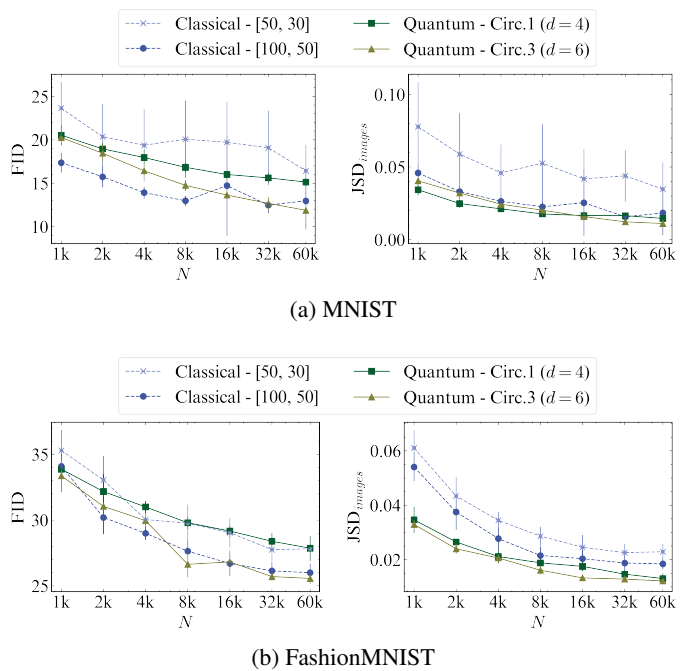 Classical - [50, 30]
Quantum - Circ.1 (d = 4)
Classical - [100, 50]
Quantum - Circ.3 (d = 6)
25
20
15
10
FID
1k 2k 4k 8k 16k 32k 60k
N
0.10
0.05
0.00
JSD_images
1k 2k 4k 8k 16k 32k 60k
N
(a) MNIST
Classical - [50, 30]
Quantum - Circ.1 (d = 4)
Classical - [100, 50]
Quantum - Circ.3 (d = 6)
35
30
25
FID
1k 2k 4k 8k 16k 32k 60k
N
0.06
0.04
0.02
JSD_images
1k 2k 4k 8k 16k 32k 60k
N
(b) FashionMNIST